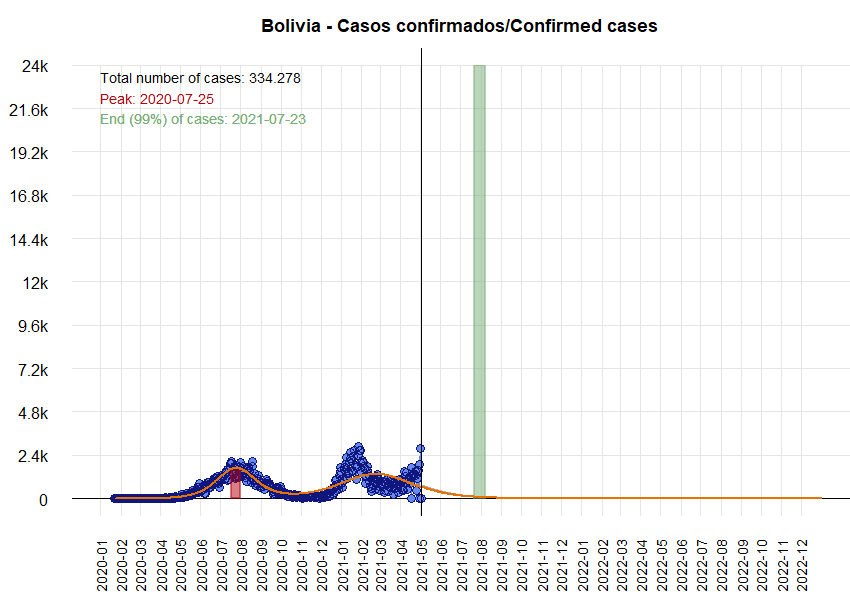 Bolivia - Casos confirmados/Confirmed cases
24k
21.6k
19.2k
16.8k
14.4k
12k
9.6k
7.2k
4.8k
2.4k
0
Total number of cases: 334.278
Peak: 2020-07-25
End (99%) of cases: 2021-07-23
2020-01
2020-02
2020-03
2020-04
2020-05
2020-06
2020-07
2020-08
2020-09
2020-10
2020-11
2020-12
2021-01
2021-02
2021-03
2021-04
2021-05
2021-06
2021-07
2021-08
2021-09
2021-10
2021-11
2021-12
2022-01
2022-02
2022-03
2022-04
2022-05
2022-06
2022-07
2022-08
2022-09
2022-10
2022-11
2022-12